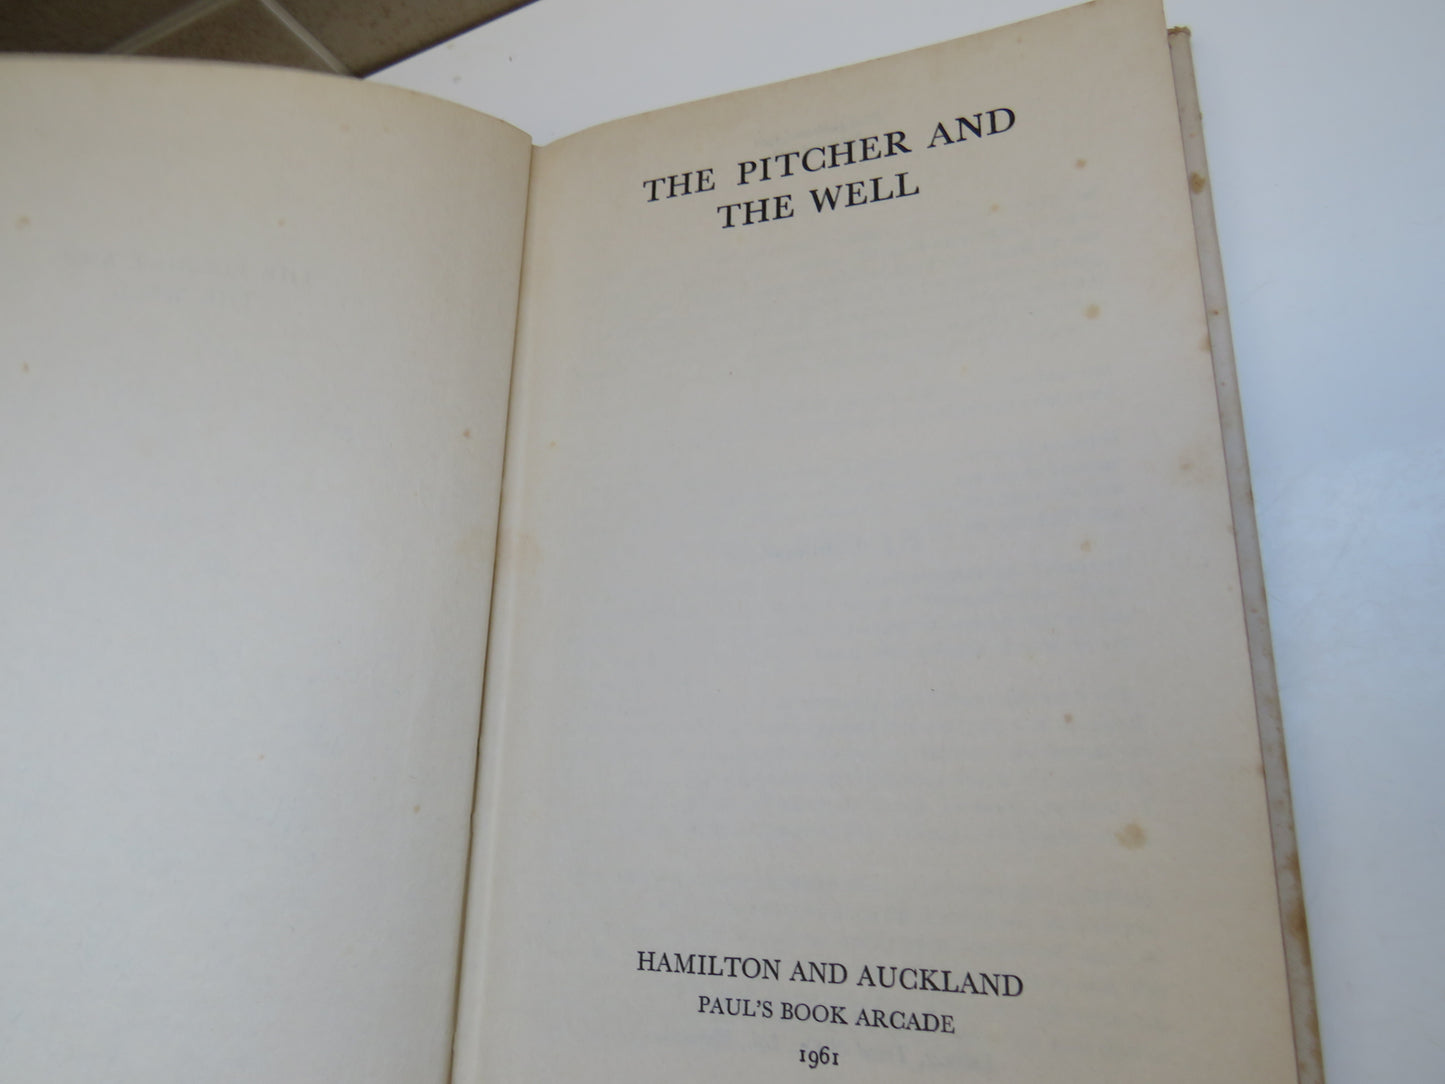 THE PITCHER AND
THE WELL
HAMILTON AND AUCKLAND
PAUL'S BOOK ARCADE
1961